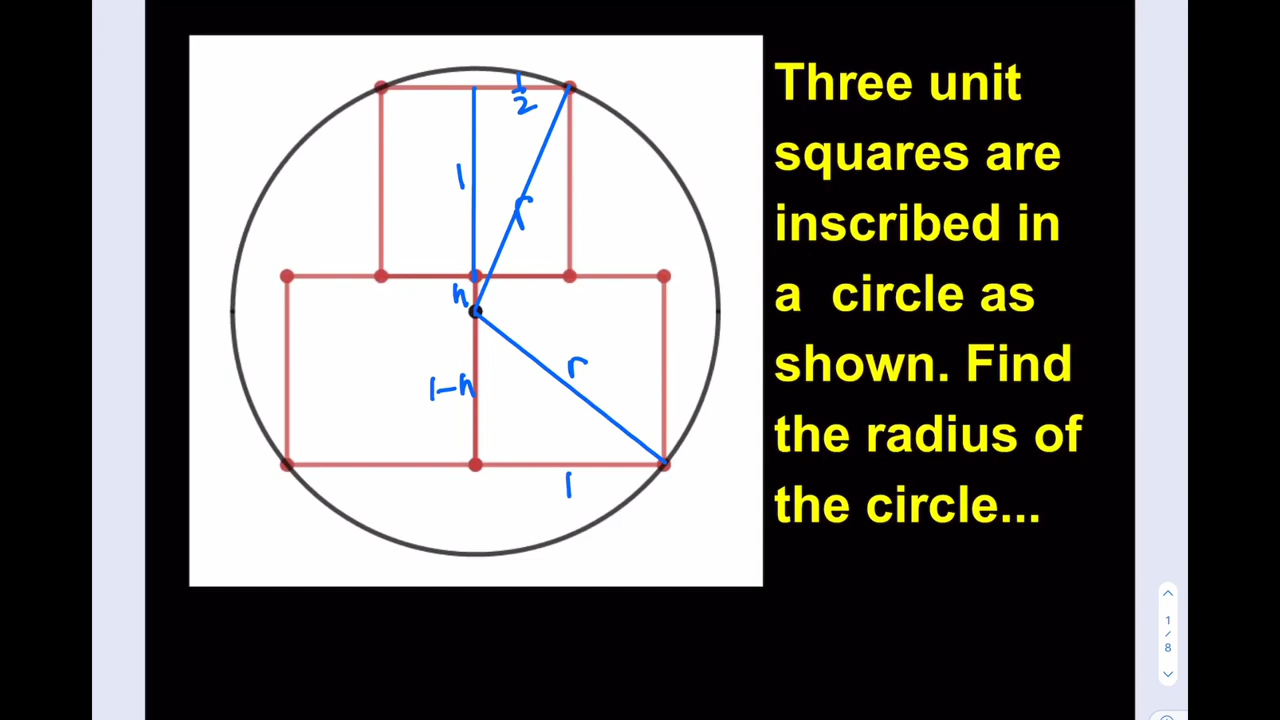 Three unit
squares are
inscribed in
a circle as
shown. Find
the radius of
the circle...
1/2
1
r
h
r
1-h
1
1
/
8